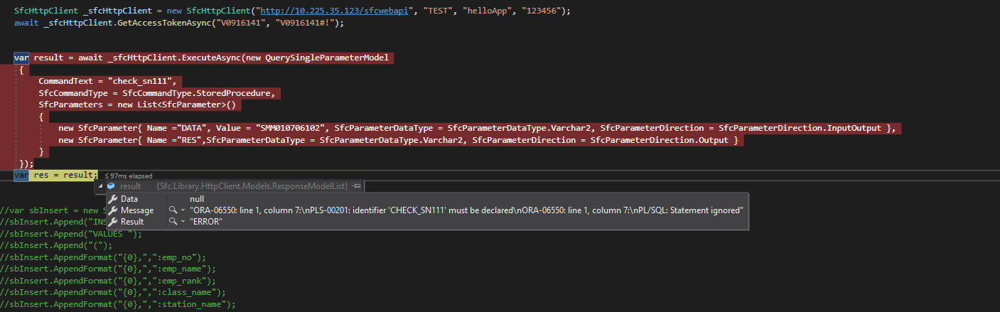 SfcHttpClient _sfcHttpClient = new SfcHttpClient("http://10.225.35.123/sfcwebapi", "TEST", "helloApp", "123456");
await _sfcHttpClient.GetAccessTokenAsync("V0916141", "V0916141#!");
var result = await _sfcHttpClient.ExecuteAsync(new QuerySingleParameterModel
{
CommandText = "check_sn111",
SfcCommandType = SfcCommandType.StoredProcedure,
SfcParameters = new List<SfcParameter>()
{
new SfcParameter{ Name ="DATA", Value = "SMM010706102", SfcParameterDataType = SfcParameterDataType.Varchar2, SfcParameterDirection = SfcParameterDirection.InputOutput },
new SfcParameter{ Name ="RES",SfcParameterDataType = SfcParameterDataType.Varchar2, SfcParameterDirection = SfcParameterDirection.Output }
}
});
var res = result; ≤ 97ms elapsed
result {Sfc.Library.HttpClient.Models.ResponseModelList}
Data null
//var sbInsert = new S
Message "ORA-06550: line 1, column 7:\nPLS-00201: identifier 'CHECK_SN111' must be declared\nORA-06550: line 1, column 7:\nPL/SQL: Statement ignored"
//sbInsert.Append("IN
Result "ERROR"
//sbInsert.Append("VALUES ");
//sbInsert.Append("(");
//sbInsert.AppendFormat("{0},",":emp_no");
//sbInsert.AppendFormat("{0},",":emp_name");
//sbInsert.AppendFormat("{0},",":emp_rank");
//sbInsert.AppendFormat("{0},",":class_name");
//sbInsert.AppendFormat("{0},",":station_name");